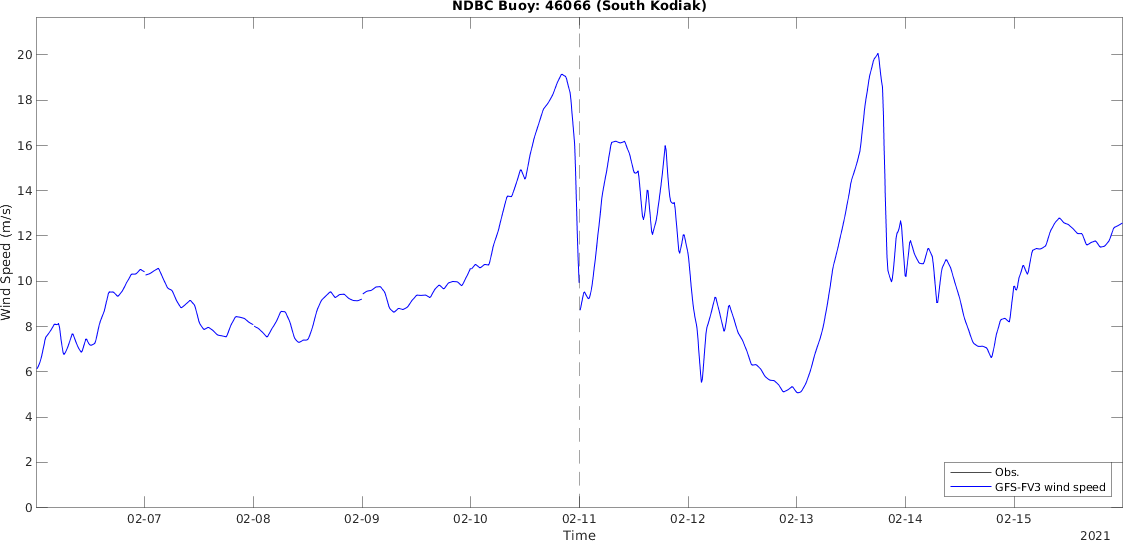 NDBC Buoy: 46066 (South Kodiak)
Wind Speed (m/s)
20
18
16
14
12
10
8
6
4
2
0
Obs.
GFS-FV3 wind speed
02-07 02-08 02-09 02-10 02-11 02-12 02-13 02-14 02-15
Time
2021